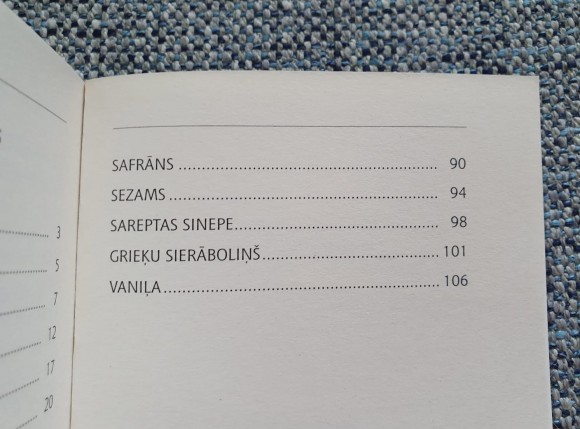 3
5
7
12
17
20
SAFRĀNS 90
SEZAMS 94
SAREPTAS SINEPE 98
GRIEĶU SIERĀBOLIŅŠ 101
VANIĻA 106